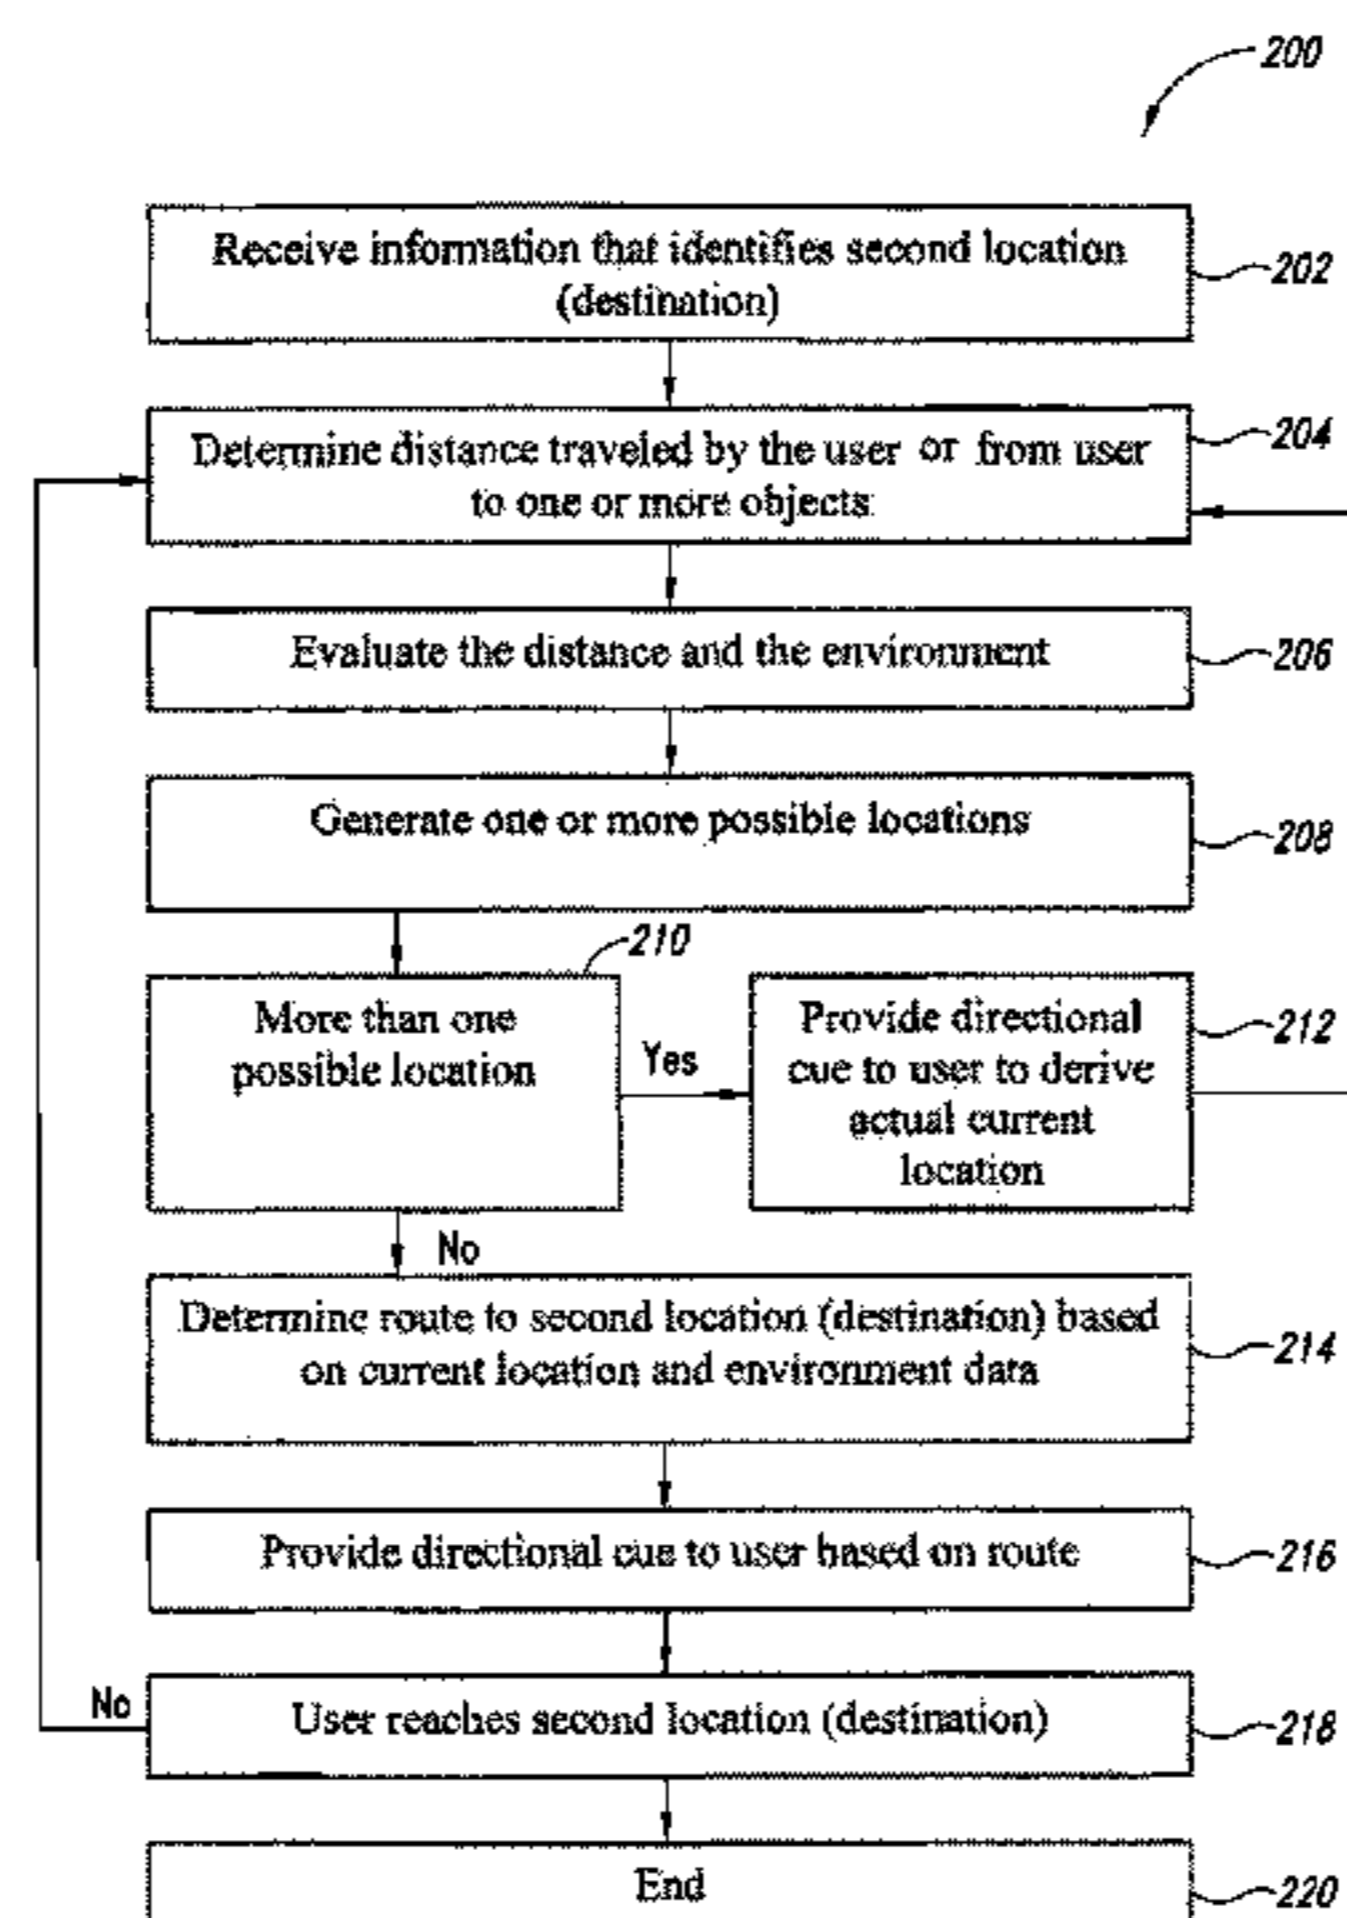 200
Receive information that identifies second location
(destination)
202
Determine distance traveled by the user or from user
to one or more objects
204
Evaluate the distance and the environment
206
Generate one or more possible locations
208
210
More than one
possible location
Yes
Provide directional
cue to user to derive
actual current
location
212
No
Determine route to second location (destination) based
on current location and environment data
214
Provide directional cue to user based on route
216
No
User reaches second location (destination)
218
End
220